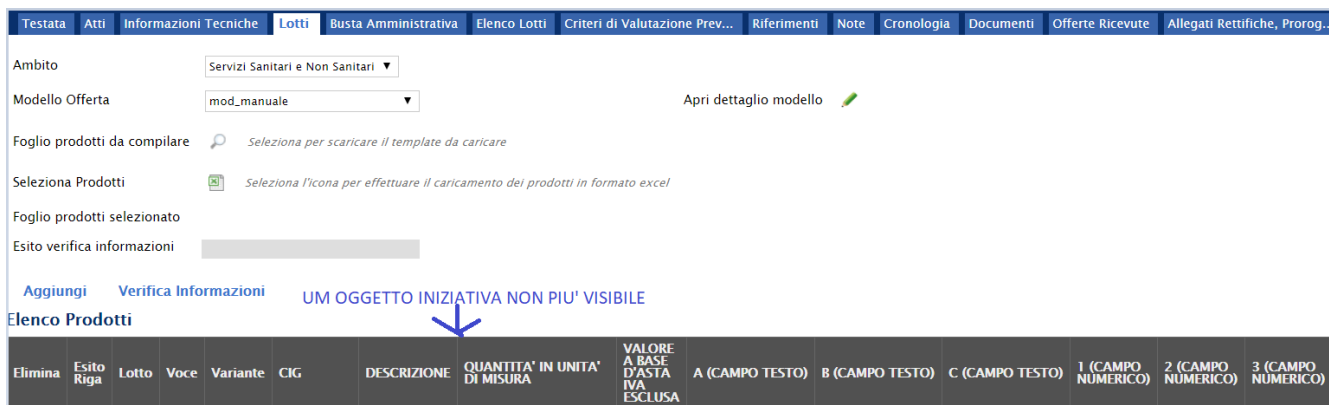 Testata Atti Informazioni Tecniche Lotti Busta Amministrativa Elenco Lotti Criteri di Valutazione Prev... Riferimenti Note Cronologia Documenti Offerte Ricevute Allegati Rettifiche, Prorog...
Ambito Servizi Sanitari e Non Sanitari
Modello Offerta mod_manuale Apri dettaglio modello
Foglio prodotti da compilare Seleziona per scaricare il template da caricare
Seleziona Prodotti Seleziona l'icona per effettuare il caricamento dei prodotti in formato excel
Foglio prodotti selezionato
Esito verifica informazioni
Aggiungi Verifica Informazioni UM OGGETTO INIZIATIVA NON PIU' VISIBILE
Elenco Prodotti
Elimina Esito Riga Lotto Voce Variante CIG DESCRIZIONE QUANTITA' IN UNITA' DI MISURA VALORE A BASE D'ASTA IVA ESCLUSA A (CAMPO TESTO) B (CAMPO TESTO) C (CAMPO TESTO) 1 (CAMPO NUMERICO) 2 (CAMPO NUMERICO) 3 (CAMPO NUMERICO)